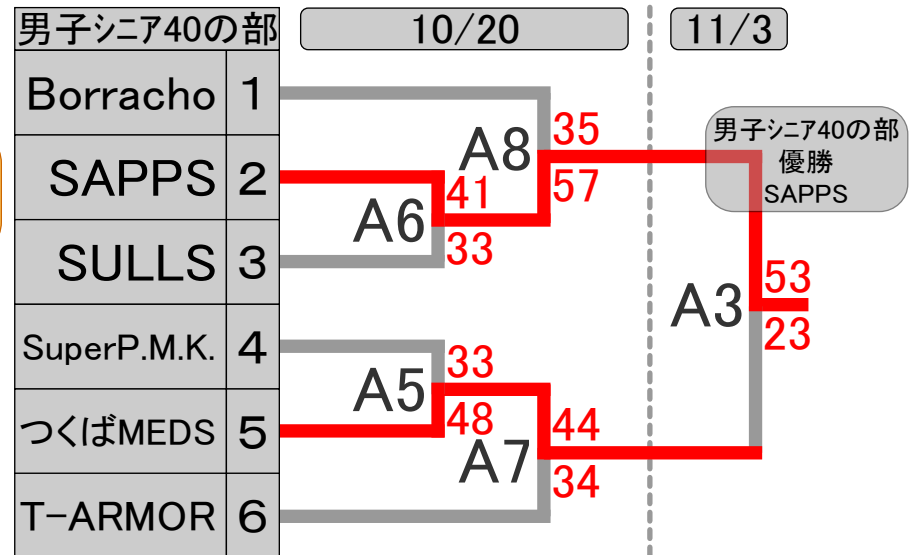 男子シニア40の部
10/20
11/3
Borracho 1
SAPPS 2
SULLS 3
SuperP.M.K. 4
つくばMEDS 5
T-ARMOR 6
A8
35
57
A6
41
33
A5
33
48
A7
44
34
男子シニア40の部
優勝
SAPPS
A3
53
23